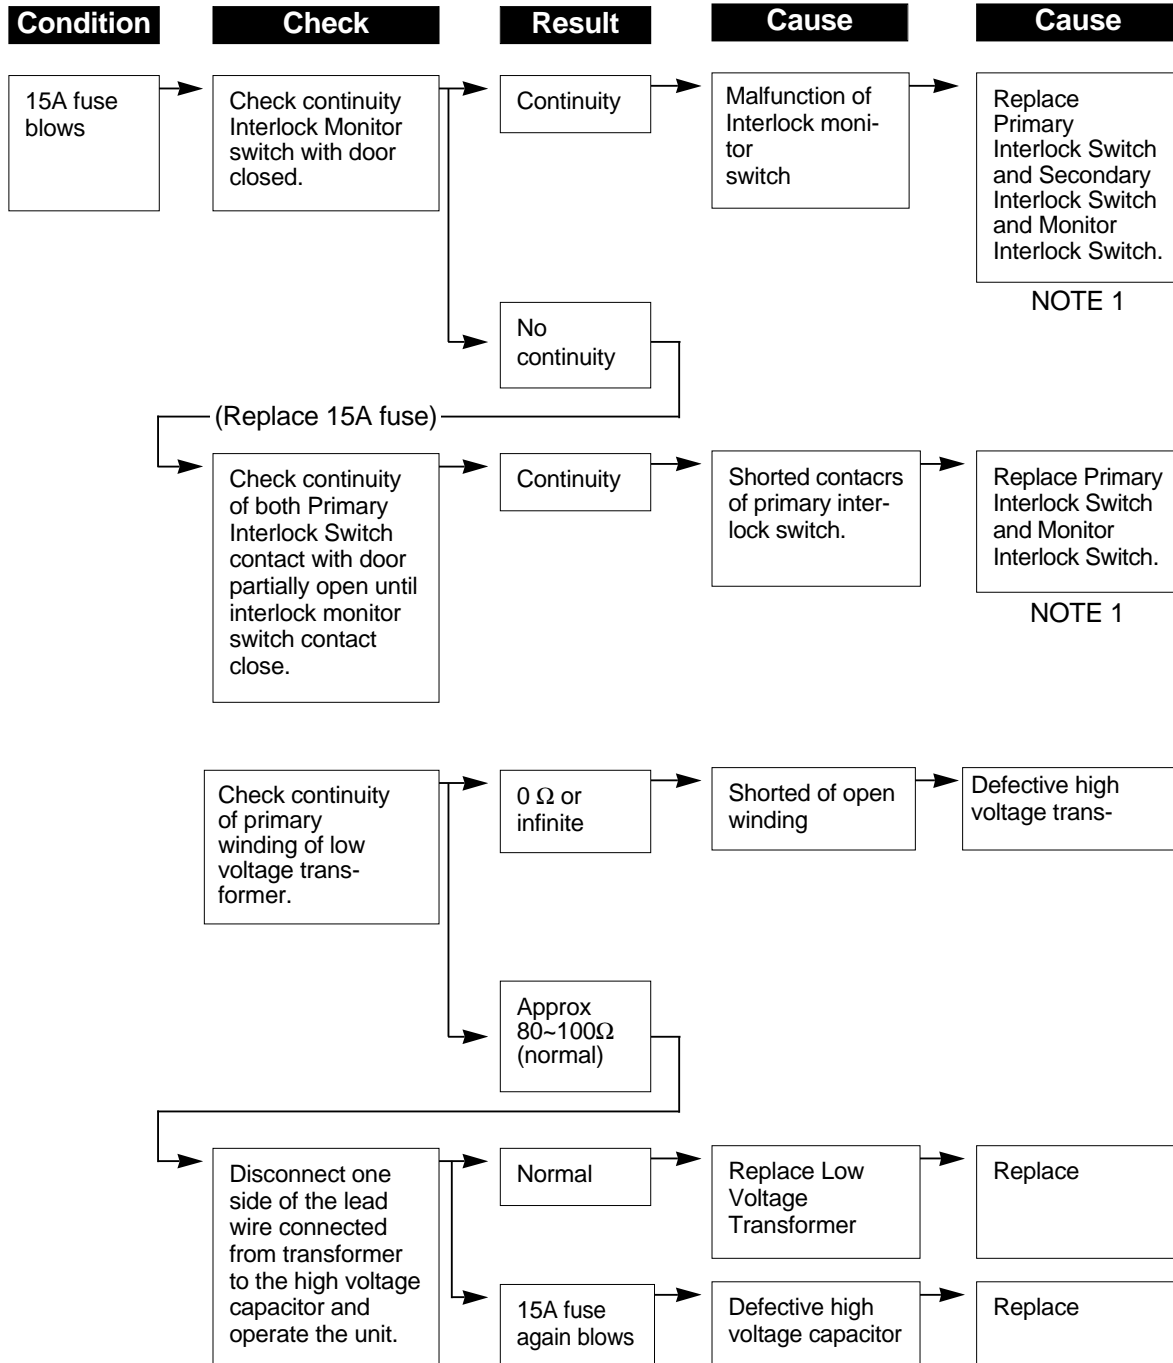 Condition
Check
Result
Cause
Cause
15A fuse
blows
Check continuity
Interlock Monitor
switch with door
closed.
Continuity
Malfunction of
Interlock moni-
tor
switch
Replace
Primary
Interlock Switch
and Secondary
Interlock Switch
and Monitor
Interlock Switch.
NOTE 1
No
continuity
(Replace 15A fuse)
Check continuity
of both Primary
Interlock Switch
contact with door
partially open until
interlock monitor
switch contact
close.
Continuity
Shorted contacrs
of primary inter-
lock switch.
Replace Primary
Interlock Switch
and Monitor
Interlock Switch.
NOTE 1
Check continuity
of primary
winding of low
voltage trans-
former.
0 Ω or
infinite
Shorted of open
winding
Defective high
voltage trans-
Approx
80~100Ω
(normal)
Disconnect one
side of the lead
wire connected
from transformer
to the high voltage
capacitor and
operate the unit.
Normal
Replace Low
Voltage
Transformer
Replace
15A fuse
again blows
Defective high
voltage capacitor
Replace